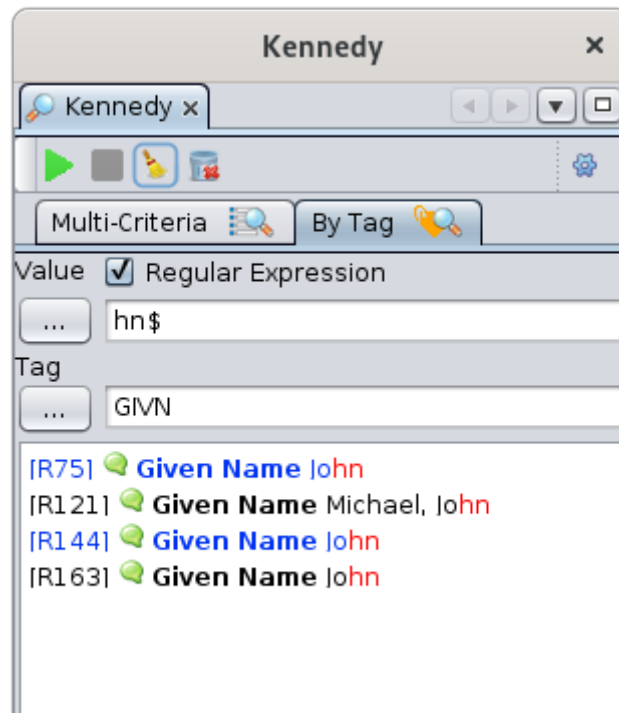 Kennedy ×
Kennedy ×
Multi-Criteria By Tag
Value Regular Expression
... hn$
Tag
... GIVN
[R75] Given Name John
[R121] Given Name Michael, John
[R144] Given Name John
[R163] Given Name John